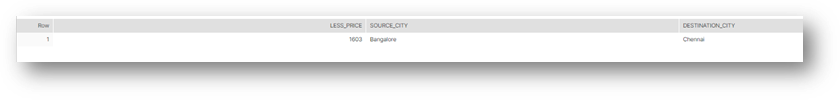 Row LESS_PRICE SOURCE_CITY DESTINATION_CITY
1 1603 Bangalore Chennai